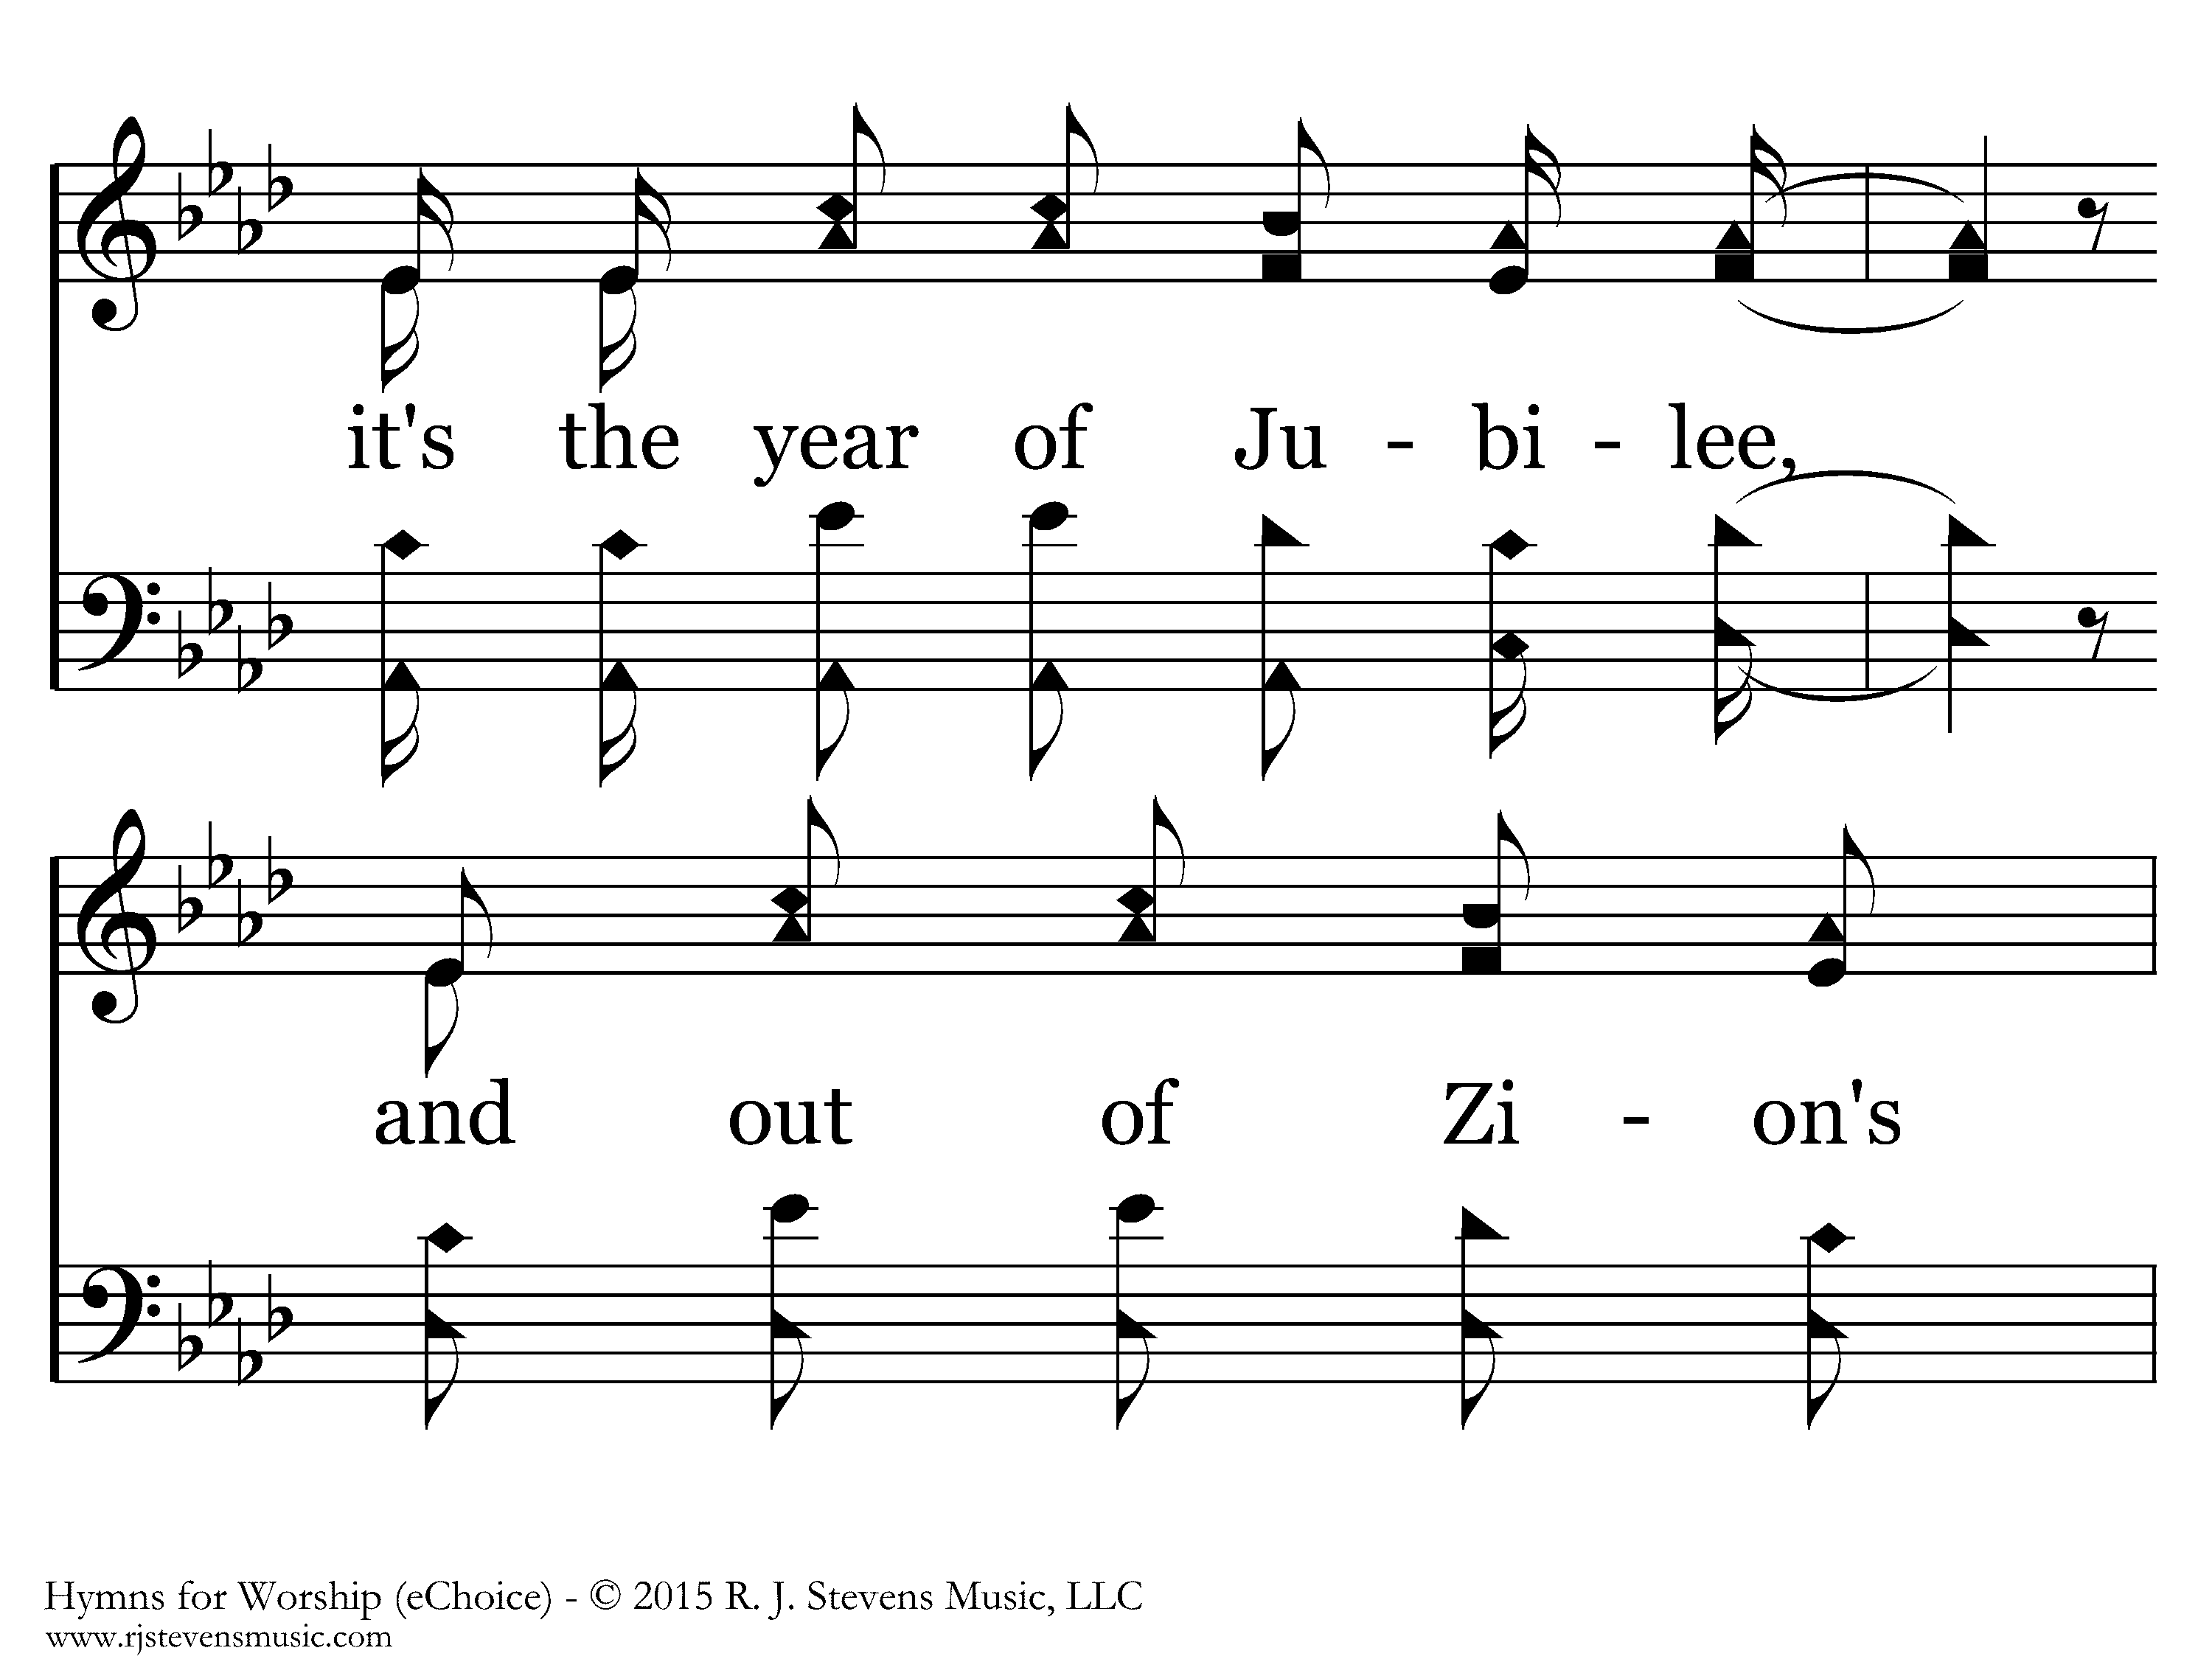 it's the year of Ju - bi - lee,
and out of Zi - on's
Hymns for Worship (eChoice) - © 2015 R. J. Stevens Music, LLC
www.rjstevensmusic.com